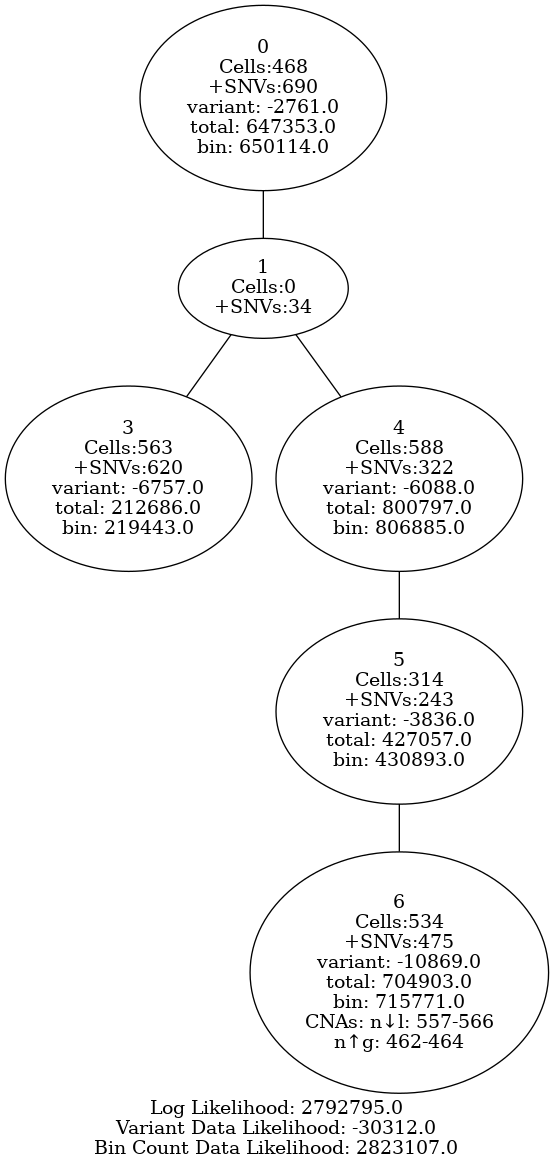 0
Cells:468
+SNVs:690
variant: -2761.0
total: 647353.0
bin: 650114.0
1
Cells:0
+SNVs:34
3
Cells:563
+SNVs:620
variant: -6757.0
total: 212686.0
bin: 219443.0
4
Cells:588
+SNVs:322
variant: -6088.0
total: 800797.0
bin: 806885.0
5
Cells:314
+SNVs:243
variant: -3836.0
total: 427057.0
bin: 430893.0
6
Cells:534
+SNVs:475
variant: -10869.0
total: 704903.0
bin: 715771.0
CNAs: n↓l: 557-566
n↑g: 462-464
Log Likelihood: 2792795.0
Variant Data Likelihood: -30312.0
Bin Count Data Likelihood: 2823107.0